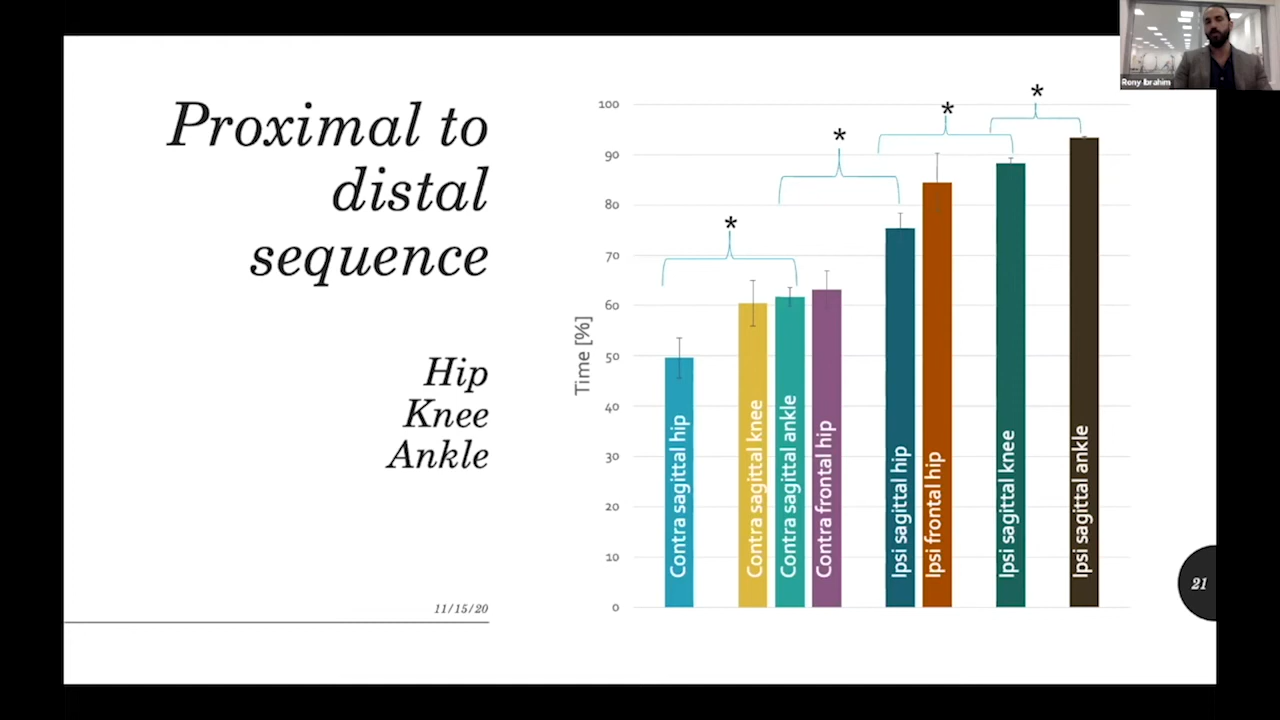 Rony Ibrahim
Proximal to
distal
sequence
Hip
Knee
Ankle
11/15/20
Time [%]
100
90
80
70
60
50
40
30
20
10
0
*
*
*
*
Contra sagittal hip
Contra sagittal knee
Contra sagittal ankle
Contra frontal hip
Ipsi sagittal hip
Ipsi frontal hip
Ipsi sagittal knee
Ipsi sagittal ankle
21